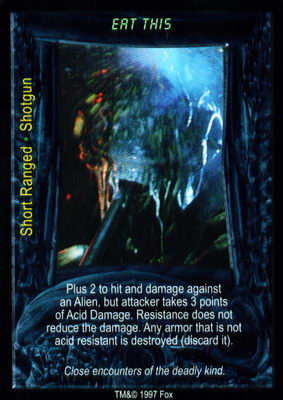 EAT THIS
Short Ranged • Shotgun
Plus 2 to hit and damage against
an Alien, but attacker takes 3 points
of Acid Damage. Resistance does not
reduce the damage. Any armor that is not
acid resistant is destroyed (discard it).
Close encounters of the deadly kind.
TM&© 1997 Fox